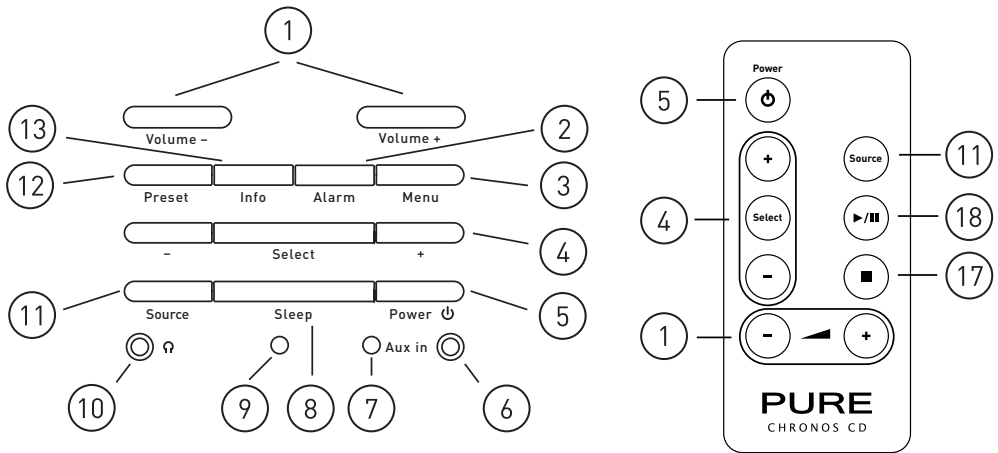 1
Volume – Volume +
13 2
12 3
Preset Info Alarm Menu
– Select +
4
11 5
Source Sleep Power
Aux in
10 9 8 7 6
Power
5
+
Source 11
4 Select 18
– 17
1 – +
PURE
CHRONOS CD